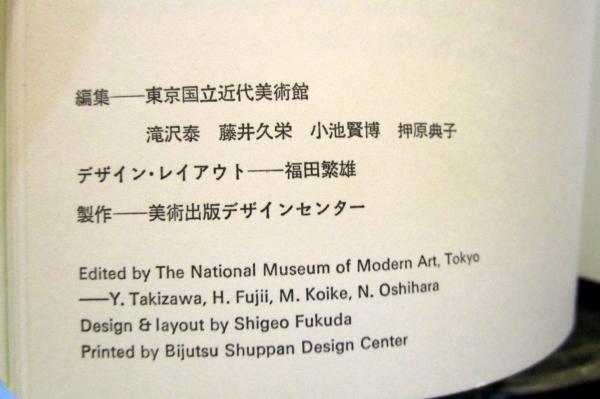 編集──東京国立近代美術館
滝沢泰 藤井久栄 小池賢博 押原典子
デザイン・レイアウト──福田繁雄
製作──美術出版デザインセンター
Edited by The National Museum of Modern Art, Tokyo
──Y. Takizawa, H. Fujii, M. Koike, N. Oshihara
Design & layout by Shigeo Fukuda
Printed by Bijutsu Shuppan Design Center